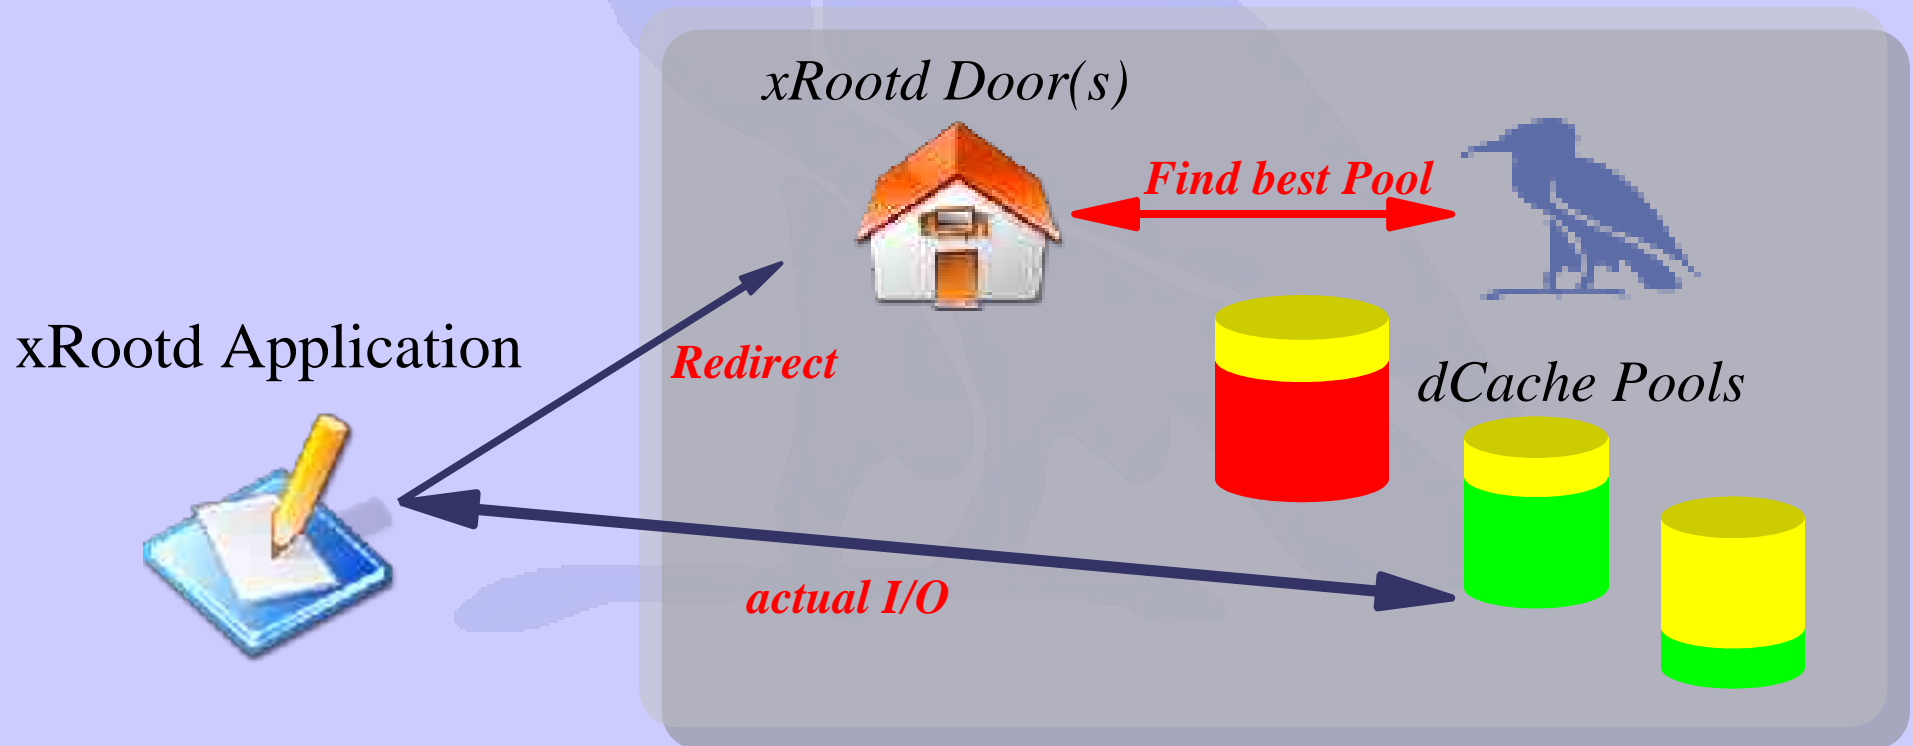 xRootd Door(s)
Find best Pool
xRootd Application
Redirect
dCache Pools
actual I/O